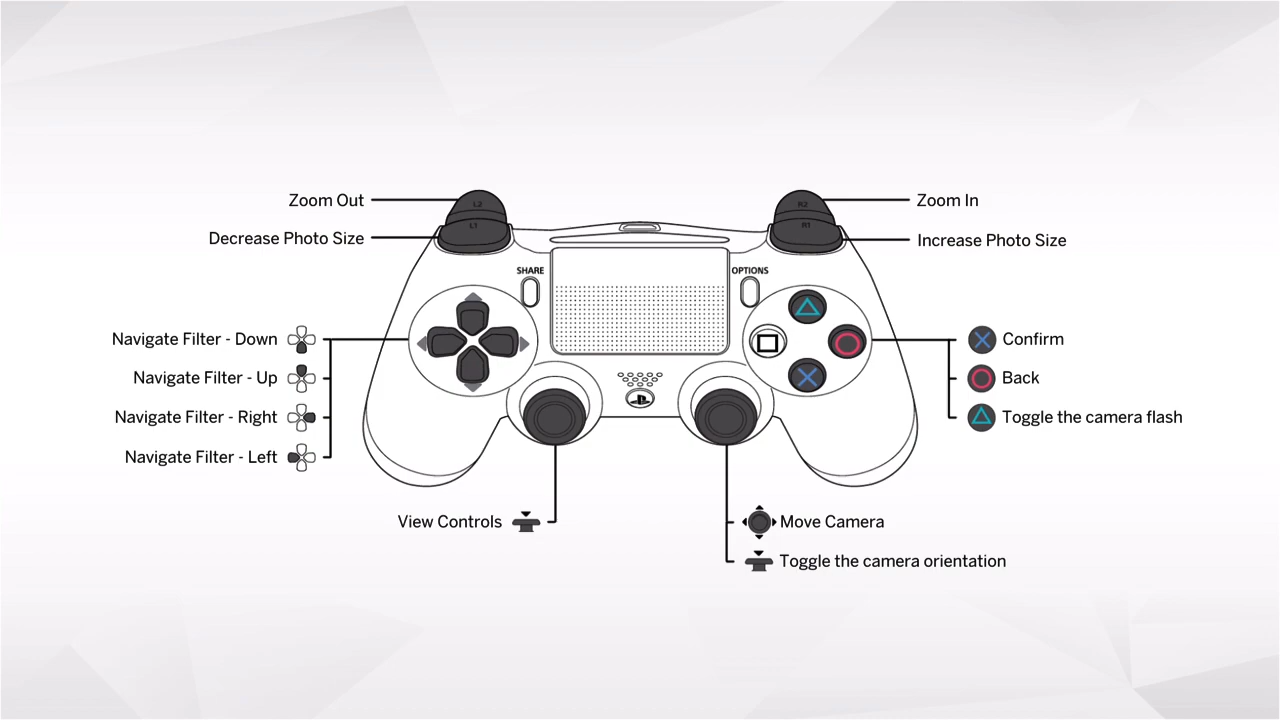 Zoom Out
L2
R2
Zoom In
Decrease Photo Size
L1
R1
Increase Photo Size
SHARE
OPTIONS
Navigate Filter - Down
Confirm
Navigate Filter - Up
Back
Navigate Filter - Right
Toggle the camera flash
Navigate Filter - Left
View Controls
Move Camera
Toggle the camera orientation